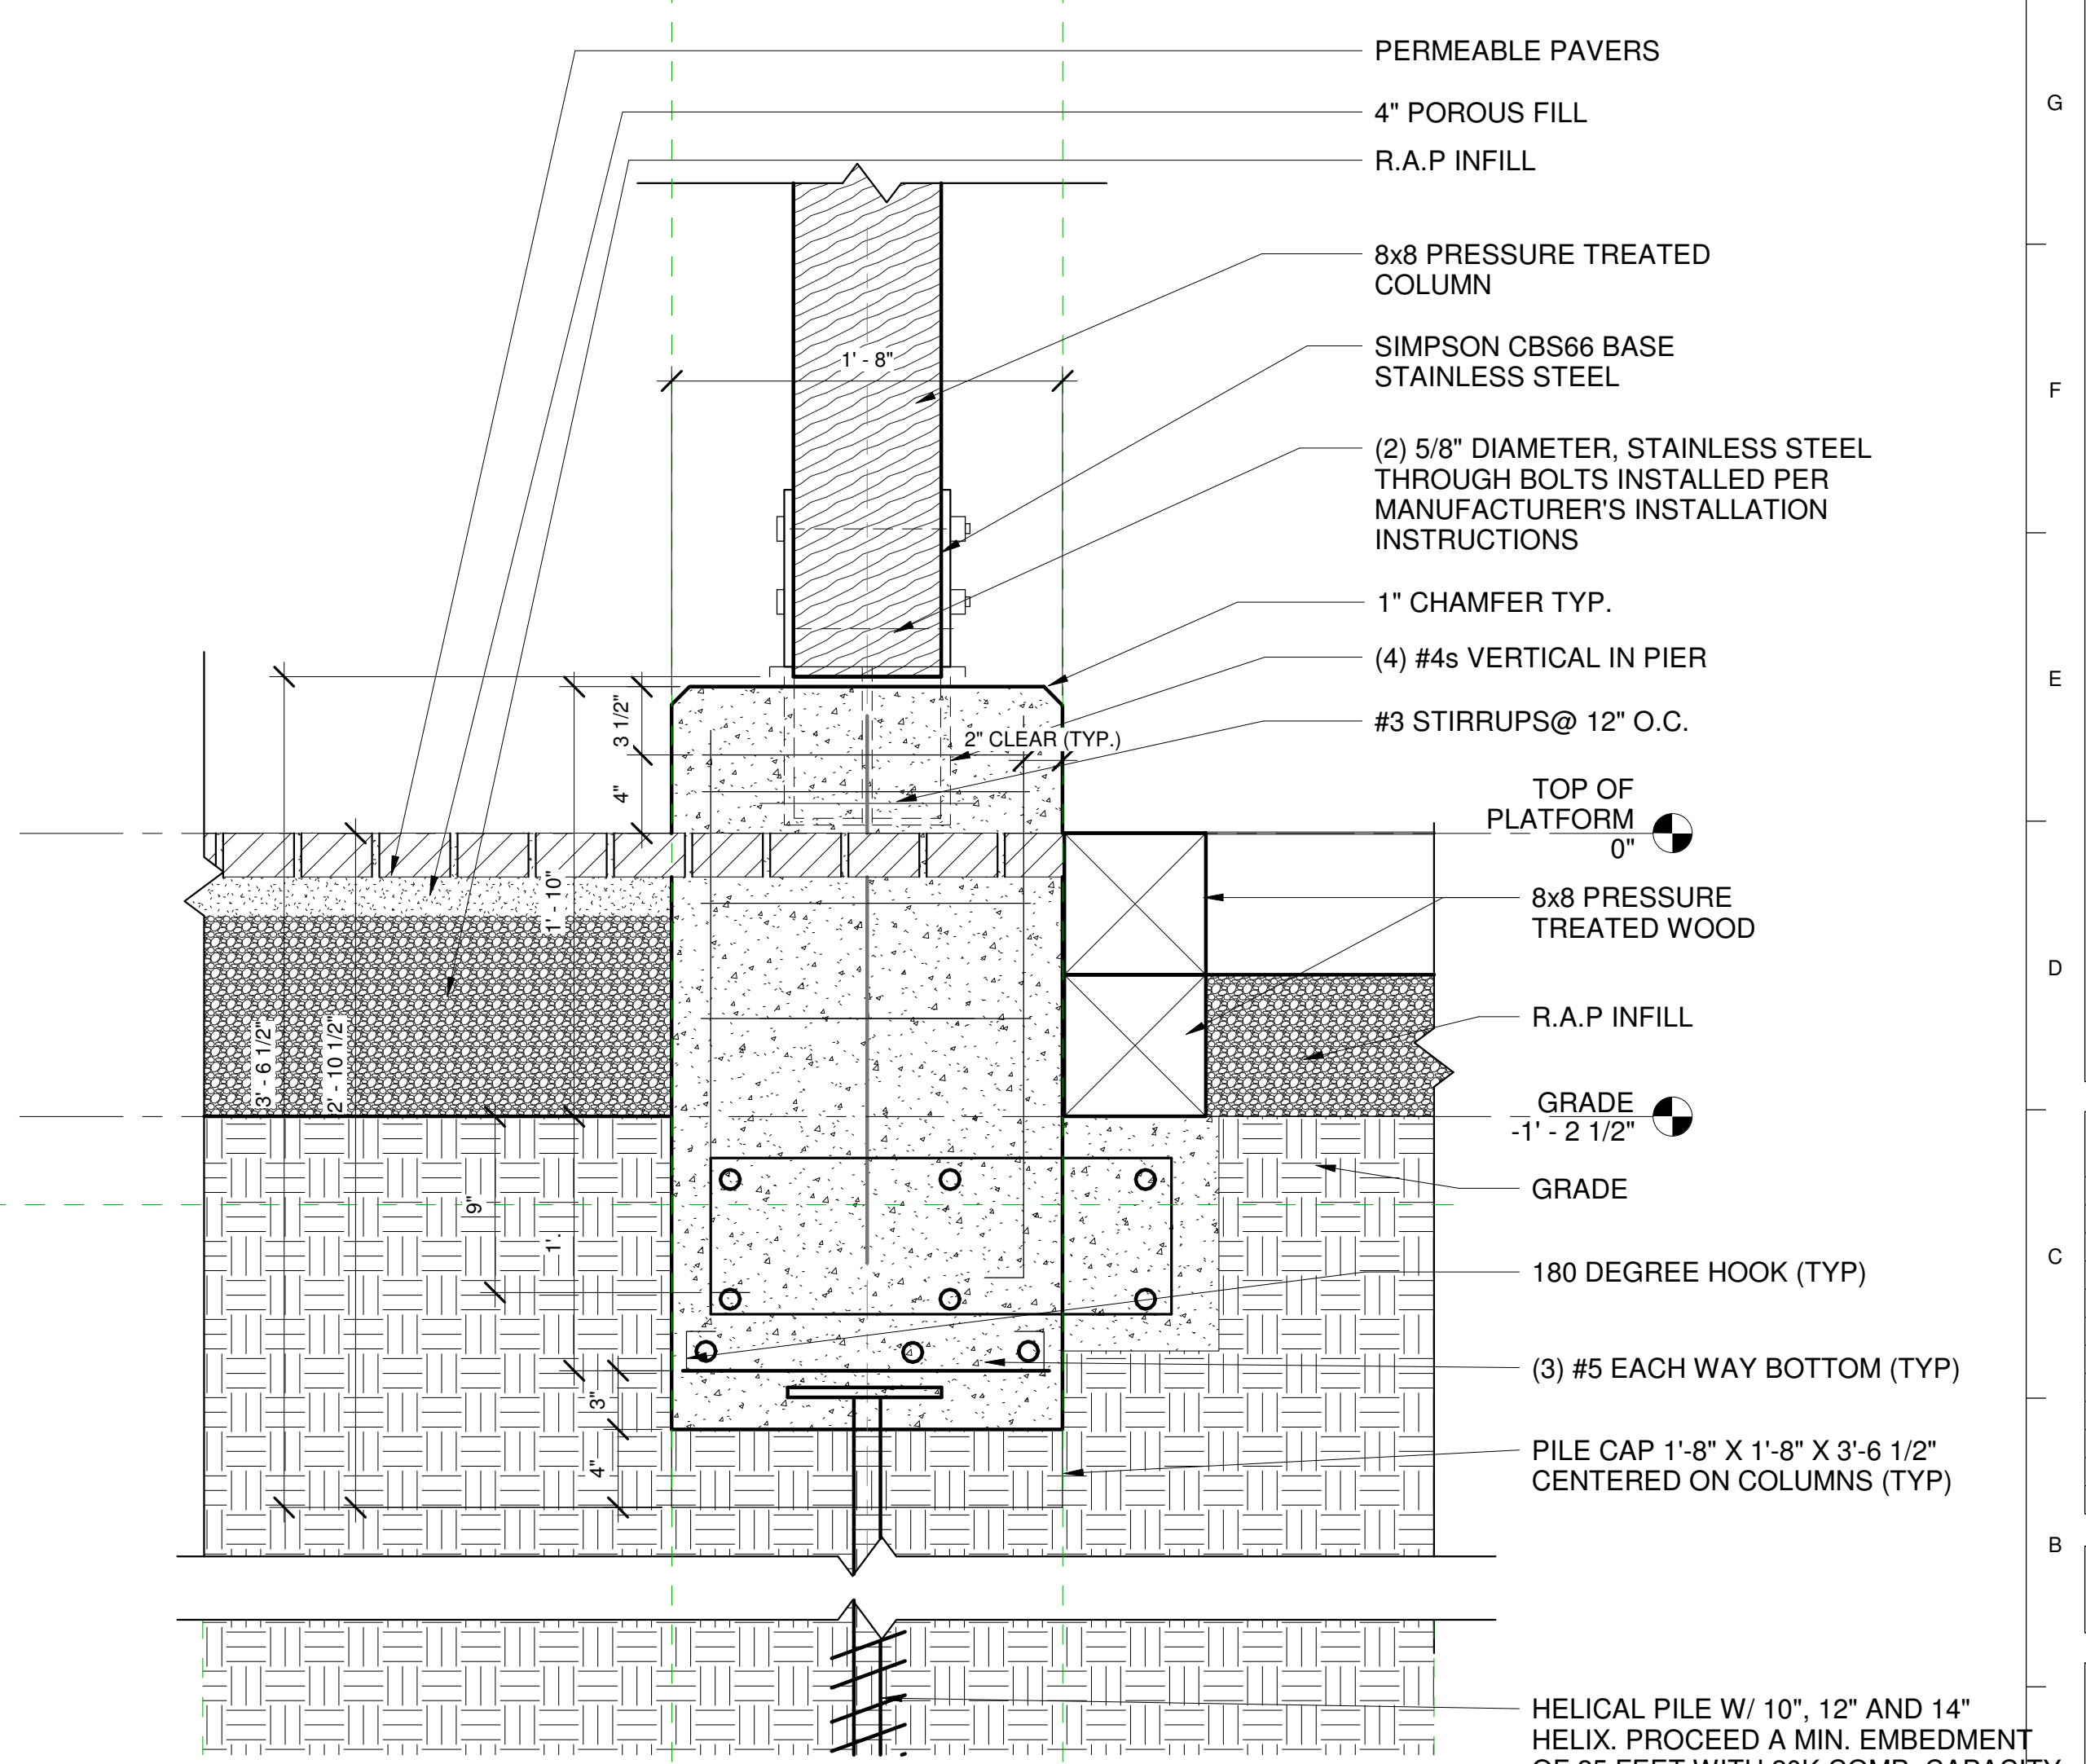 PERMEABLE PAVERS
4" POROUS FILL
R.A.P INFILL
8x8 PRESSURE TREATED
COLUMN
SIMPSON CBS66 BASE
STAINLESS STEEL
(2) 5/8" DIAMETER, STAINLESS STEEL
THROUGH BOLTS INSTALLED PER
MANUFACTURER'S INSTALLATION
INSTRUCTIONS
1" CHAMFER TYP.
(4) #4s VERTICAL IN PIER
#3 STIRRUPS@ 12" O.C.
TOP OF
PLATFORM
0"
8x8 PRESSURE
TREATED WOOD
R.A.P INFILL
GRADE
-1' - 2 1/2"
GRADE
180 DEGREE HOOK (TYP)
(3) #5 EACH WAY BOTTOM (TYP)
PILE CAP 1'-8" X 1'-8" X 3'-6 1/2"
CENTERED ON COLUMNS (TYP)
HELICAL PILE W/ 10", 12" AND 14"
HELIX. PROCEED A MIN. EMBEDMENT
1' - 8"
2" CLEAR (TYP.)
3 1/2"
4"
1' - 10"
3' - 6 1/2"
2' - 10 1/2"
9"
1'.
3"
4"
G
F
E
D
C
B